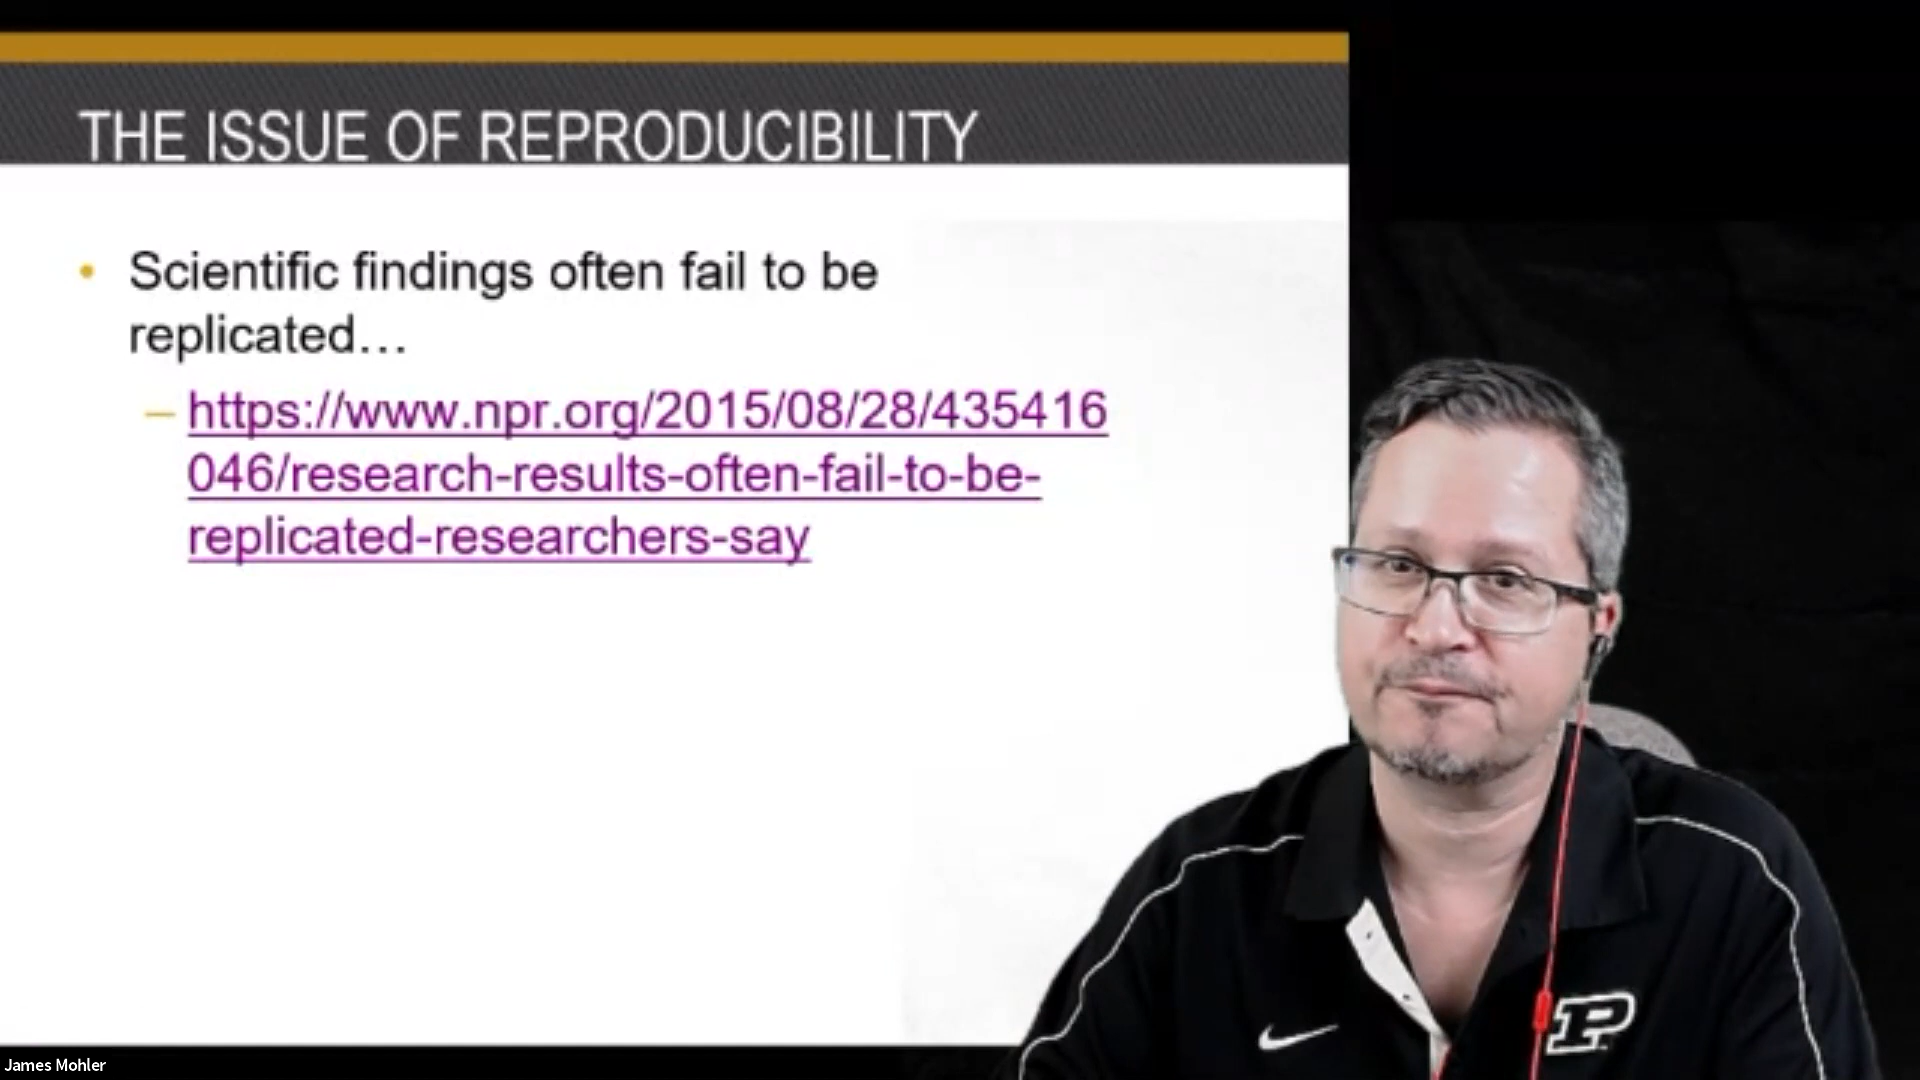 THE ISSUE OF REPRODUCIBILITY
• Scientific findings often fail to be
replicated…
– https://www.npr.org/2015/08/28/435416
046/research-results-often-fail-to-be-
replicated-researchers-say
P
James Mohler